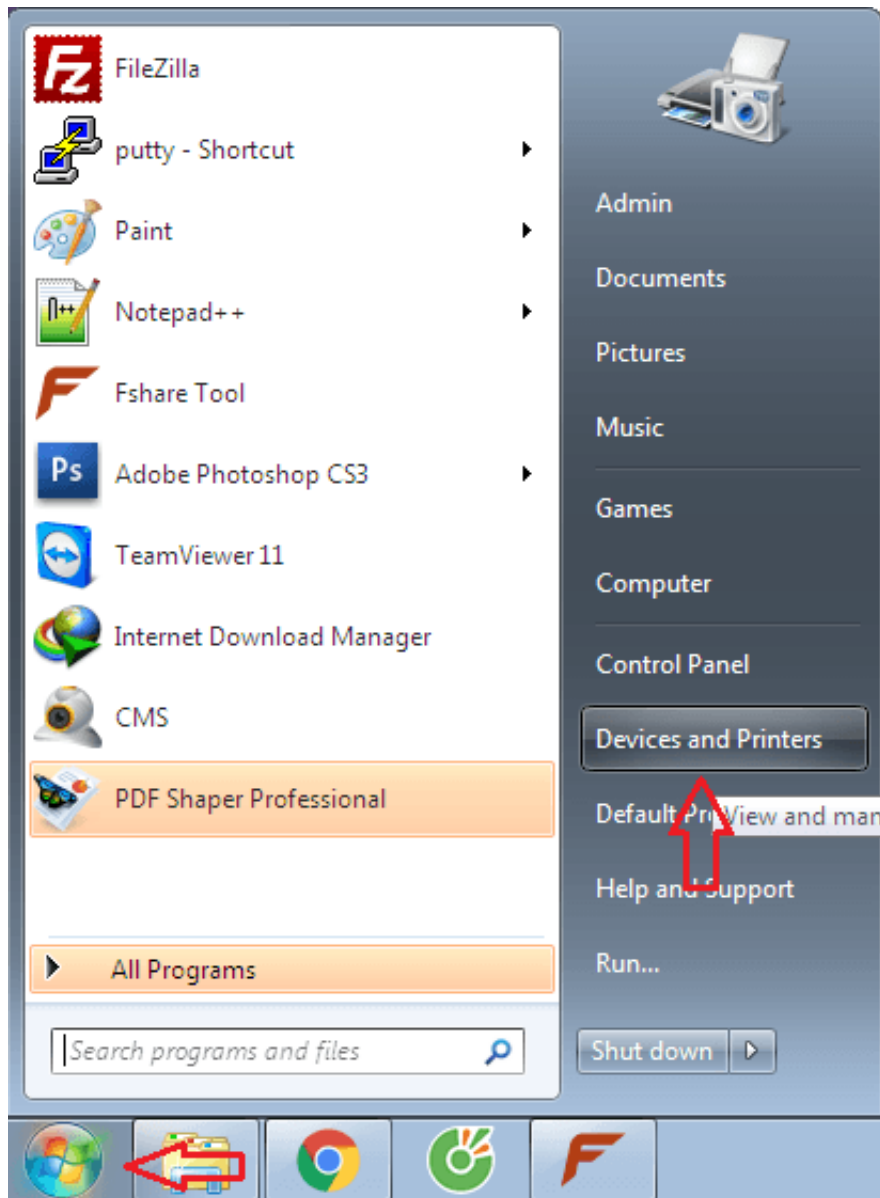 FileZilla
putty - Shortcut
Paint
Notepad++
Fshare Tool
Ps
Adobe Photoshop CS3
TeamViewer 11
Internet Download Manager
CMS
PDF Shaper Professional
All Programs
Search programs and files
Admin
Documents
Pictures
Music
Games
Computer
Control Panel
Devices and Printers
Default
View and man
Help and Support
Run...
Shut down